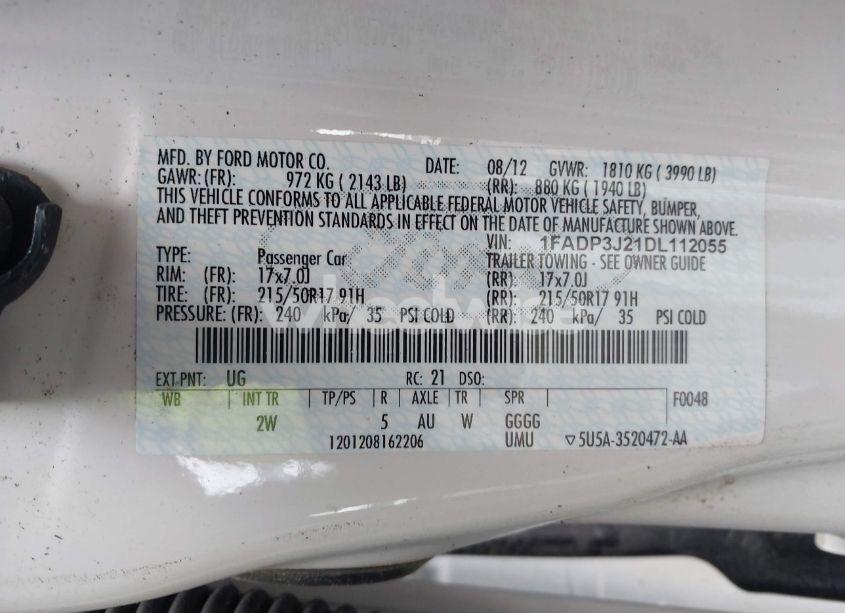 MFD. BY FORD MOTOR CO. DATE: 08/12 GVWR: 1810 KG ( 3990 LB)
GAWR: (FR): 972 KG ( 2143 LB) (RR): 880 KG ( 1940 LB)
THIS VEHICLE CONFORMS TO ALL APPLICABLE FEDERAL MOTOR VEHICLE SAFETY, BUMPER,
AND THEFT PREVENTION STANDARDS IN EFFECT ON THE DATE OF MANUFACTURE SHOWN ABOVE.
VIN: 1FADP3J21DL112055
TYPE: Passenger Car TRAILER TOWING - SEE OWNER GUIDE
RIM: (FR): 17x7.0J (RR): 17x7.0J
TIRE: (FR): 215/50R17 91H (RR): 215/50R17 91H
PRESSURE: (FR): 240 kPa/ 35 PSI COLD (RR): 240 kPa/ 35 PSI COLD
EXT PNT: UG RC: 21 DSO:
WB INT TR TP/PS R AXLE TR SPR F0048
2W 5 AU W GGGG
1201208162206 UMU ▽5U5A-3520472-AA